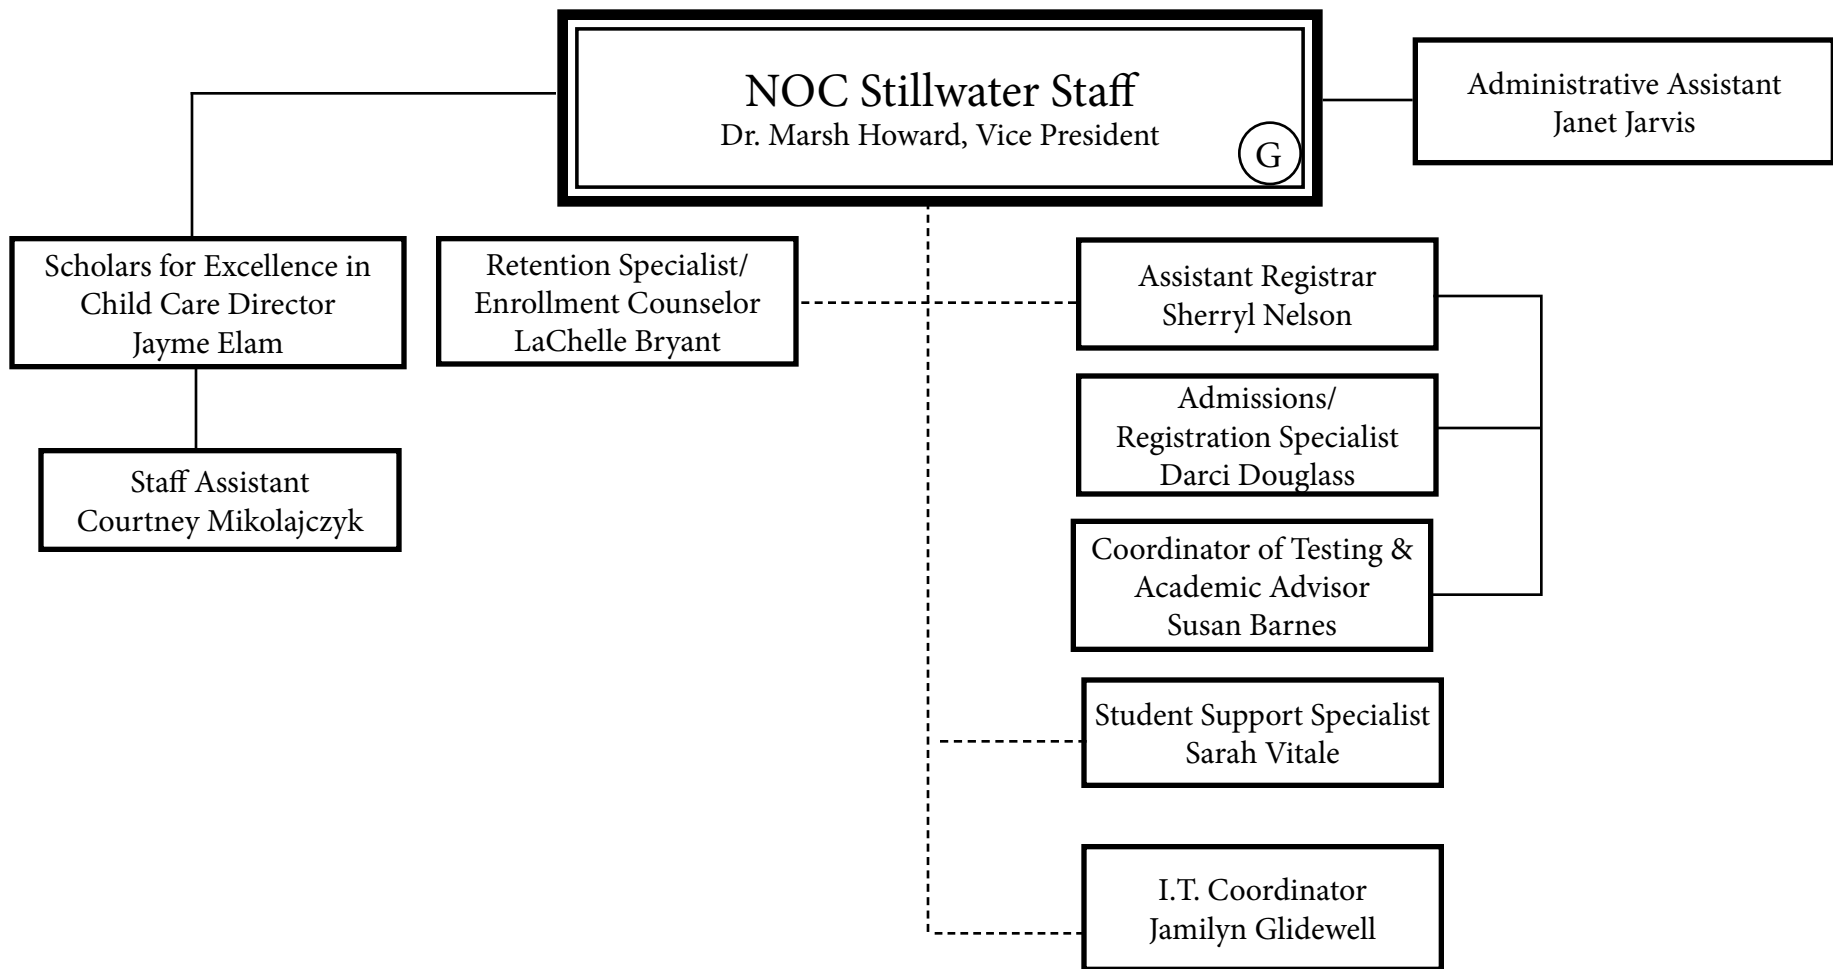 NOC Stillwater Staff
Dr. Marsh Howard, Vice President
G
Administrative Assistant
Janet Jarvis
Scholars for Excellence in
Child Care Director
Jayme Elam
Staff Assistant
Courtney Mikolajczyk
Retention Specialist/
Enrollment Counselor
LaChelle Bryant
Assistant Registrar
Sherryl Nelson
Admissions/
Registration Specialist
Darci Douglass
Coordinator of Testing &
Academic Advisor
Susan Barnes
Student Support Specialist
Sarah Vitale
I.T. Coordinator
Jamilyn Glidewell